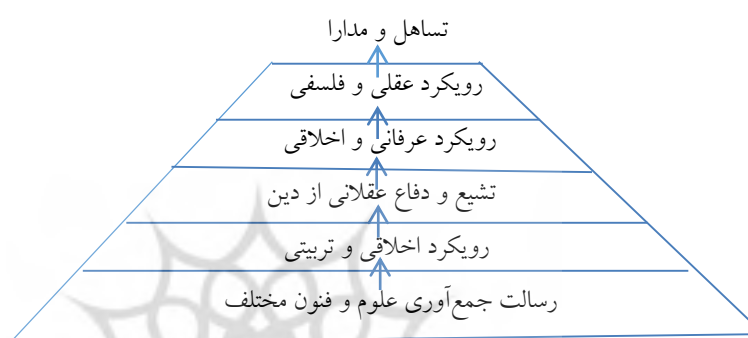 تساهل و مدارا
رویکرد عقلی و فلسفی
رویکرد عرفانی و اخلاقی
تشیع و دفاع عقلانی از دین
رویکرد اخلاقی و تربیتی
رسالت جمع‌آوری علوم و فنون مختلف